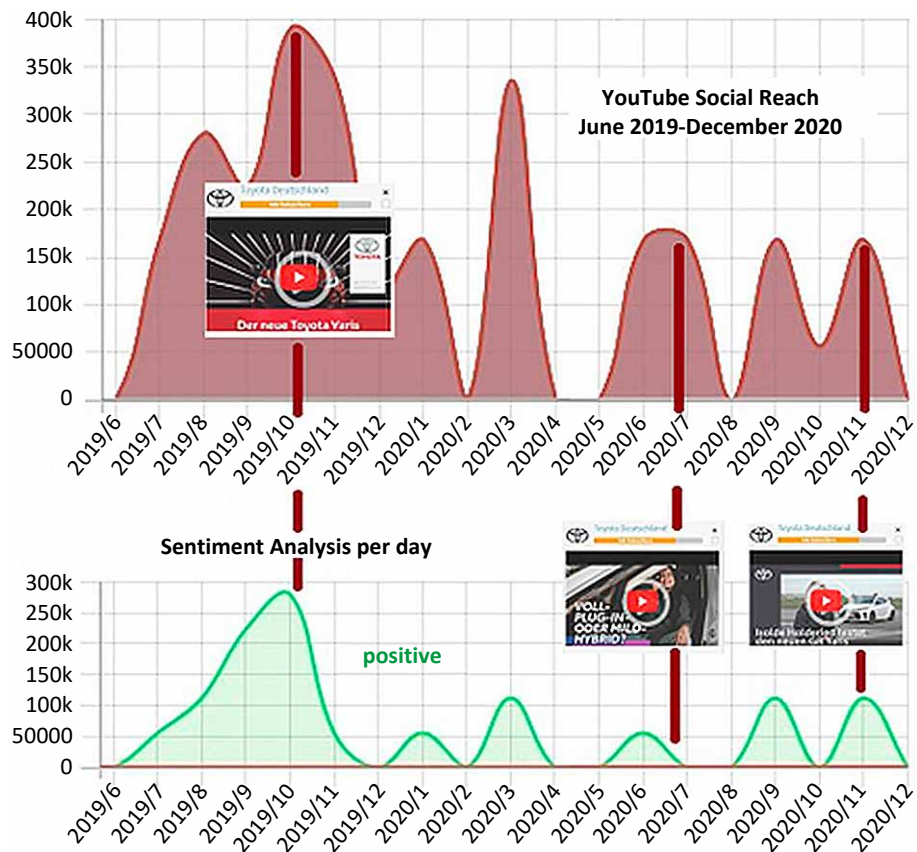 400k
350k
300k
250k
200k
150k
100k
50000
0
YouTube Social Reach
June 2019-December 2020
Toyota Deutschland
TOYOTA
Der neue Toyota Yaris
2019/6
2019/7
2019/8
2019/9
2019/10
2019/11
2019/12
2020/1
2020/2
2020/3
2020/4
2020/5
2020/6
2020/7
2020/8
2020/9
2020/10
2020/11
2020/12
Sentiment Analysis per day
Toyota Deutschland
VOLL-
PLUG-IN-
ODER MILD-
HYBRID?
Toyota Deutschland
300k
250k
200k
150k
100k
50000
0
positive
2019/6
2019/7
2019/8
2019/9
2019/10
2019/11
2019/12
2020/1
2020/2
2020/3
2020/4
2020/5
2020/6
2020/7
2020/8
2020/9
2020/10
2020/11
2020/12